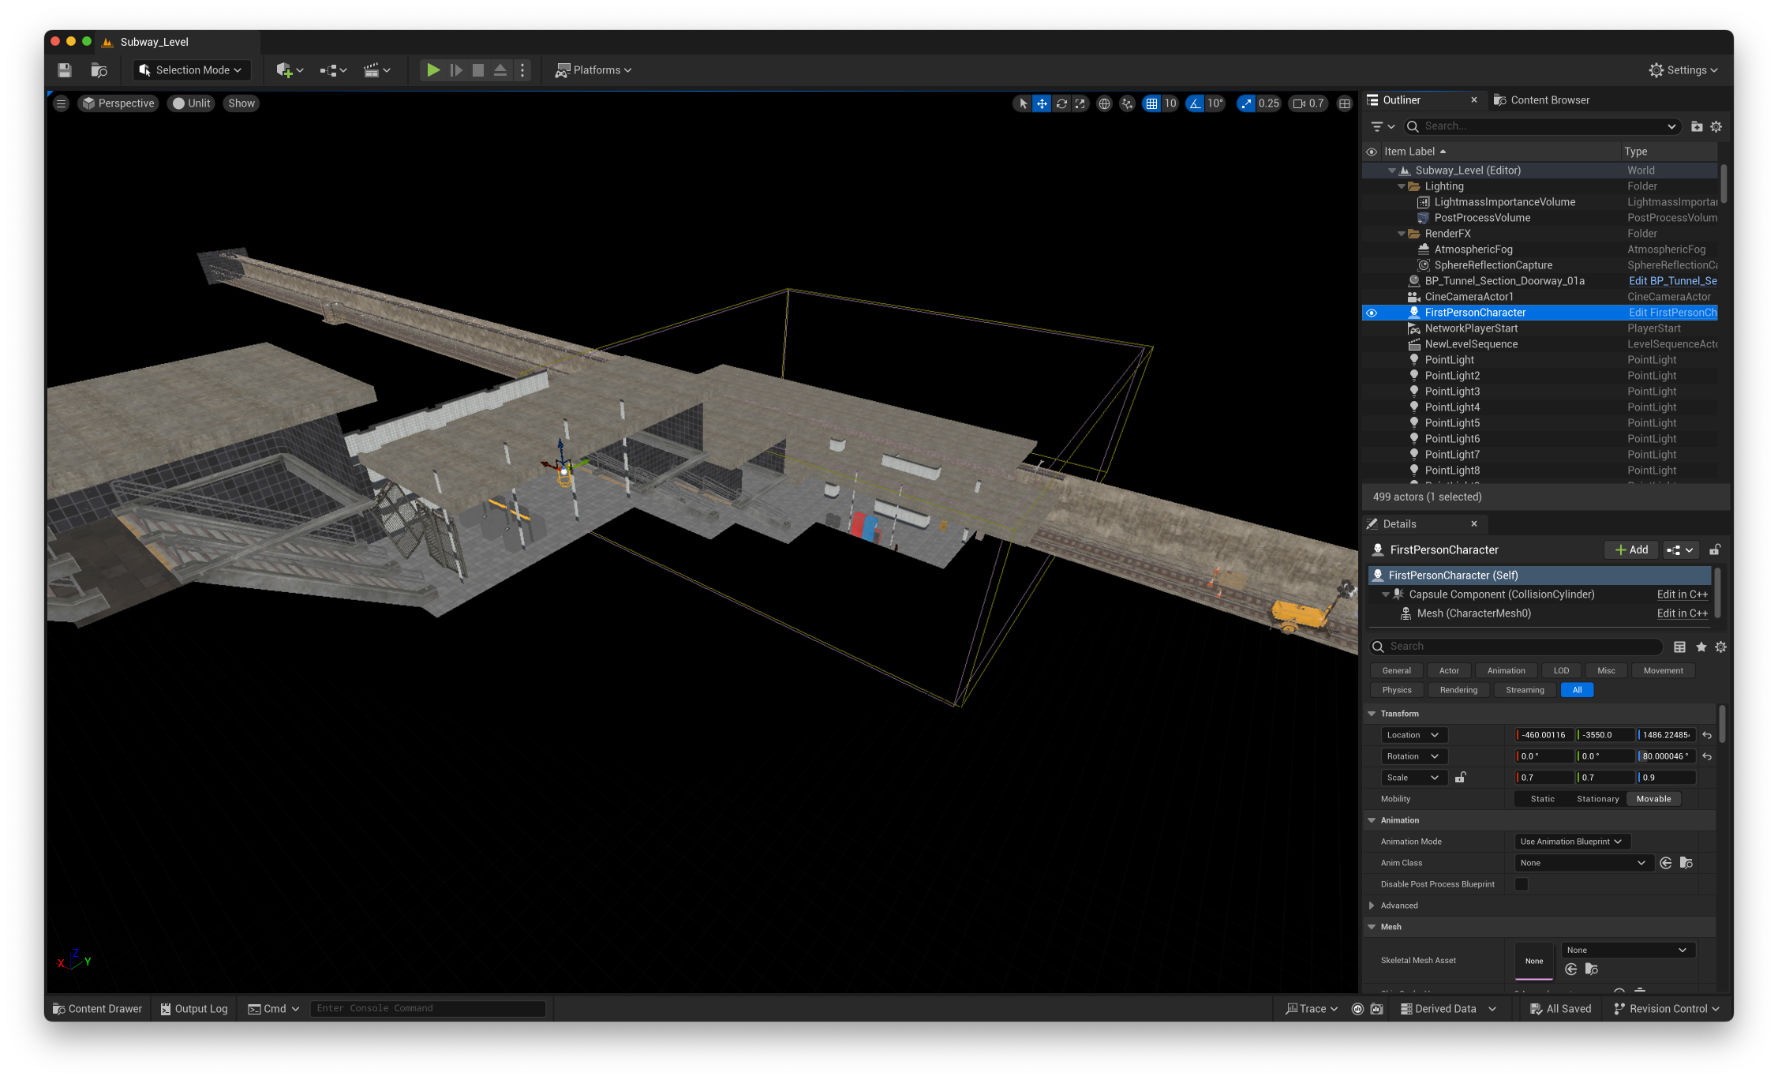 Subway_Level
Selection Mode
Platforms
Settings
Perspective
Unlit
Show
10
10°
0.25
0.7
Outliner
Content Browser
Search...
Item Label
Type
Subway_Level (Editor)
World
Lighting
Folder
LightmassImportanceVolume
LightmassImporta
PostProcessVolume
PostProcessVolum
RenderFX
Folder
AtmosphericFog
AtmosphericFog
SphereReflectionCapture
SphereReflectionCa
BP_Tunnel_Section_Doorway_01a
Edit BP_Tunnel_Se
CineCameraActor1
CineCameraActor
FirstPersonCharacter
Edit FirstPersonCh
NetworkPlayerStart
PlayerStart
NewLevelSequence
LevelSequenceActo
PointLight
PointLight
PointLight2
PointLight
PointLight3
PointLight
PointLight4
PointLight
PointLight5
PointLight
PointLight6
PointLight
PointLight7
PointLight
PointLight8
PointLight
499 actors (1 selected)
Details
FirstPersonCharacter
Add
FirstPersonCharacter (Self)
Capsule Component (CollisionCylinder)
Edit in C++
Mesh (CharacterMesh0)
Edit in C++
Search
General
Actor
Animation
LOD
Misc
Movement
Physics
Rendering
Streaming
All
Transform
Location
-460.00116
-3550.0
1486.22485
Rotation
0.0°
0.0°
80.000046°
Scale
0.7
0.7
0.9
Mobility
Static
Stationary
Movable
Animation
Animation Mode
Use Animation Blueprint
Anim Class
None
Disable Post Process Blueprint
Advanced
Mesh
Skeletal Mesh Asset
None
None
X
Z
Y
Content Drawer
Output Log
Cmd
Enter Console Command
Trace
Derived Data
All Saved
Revision Control